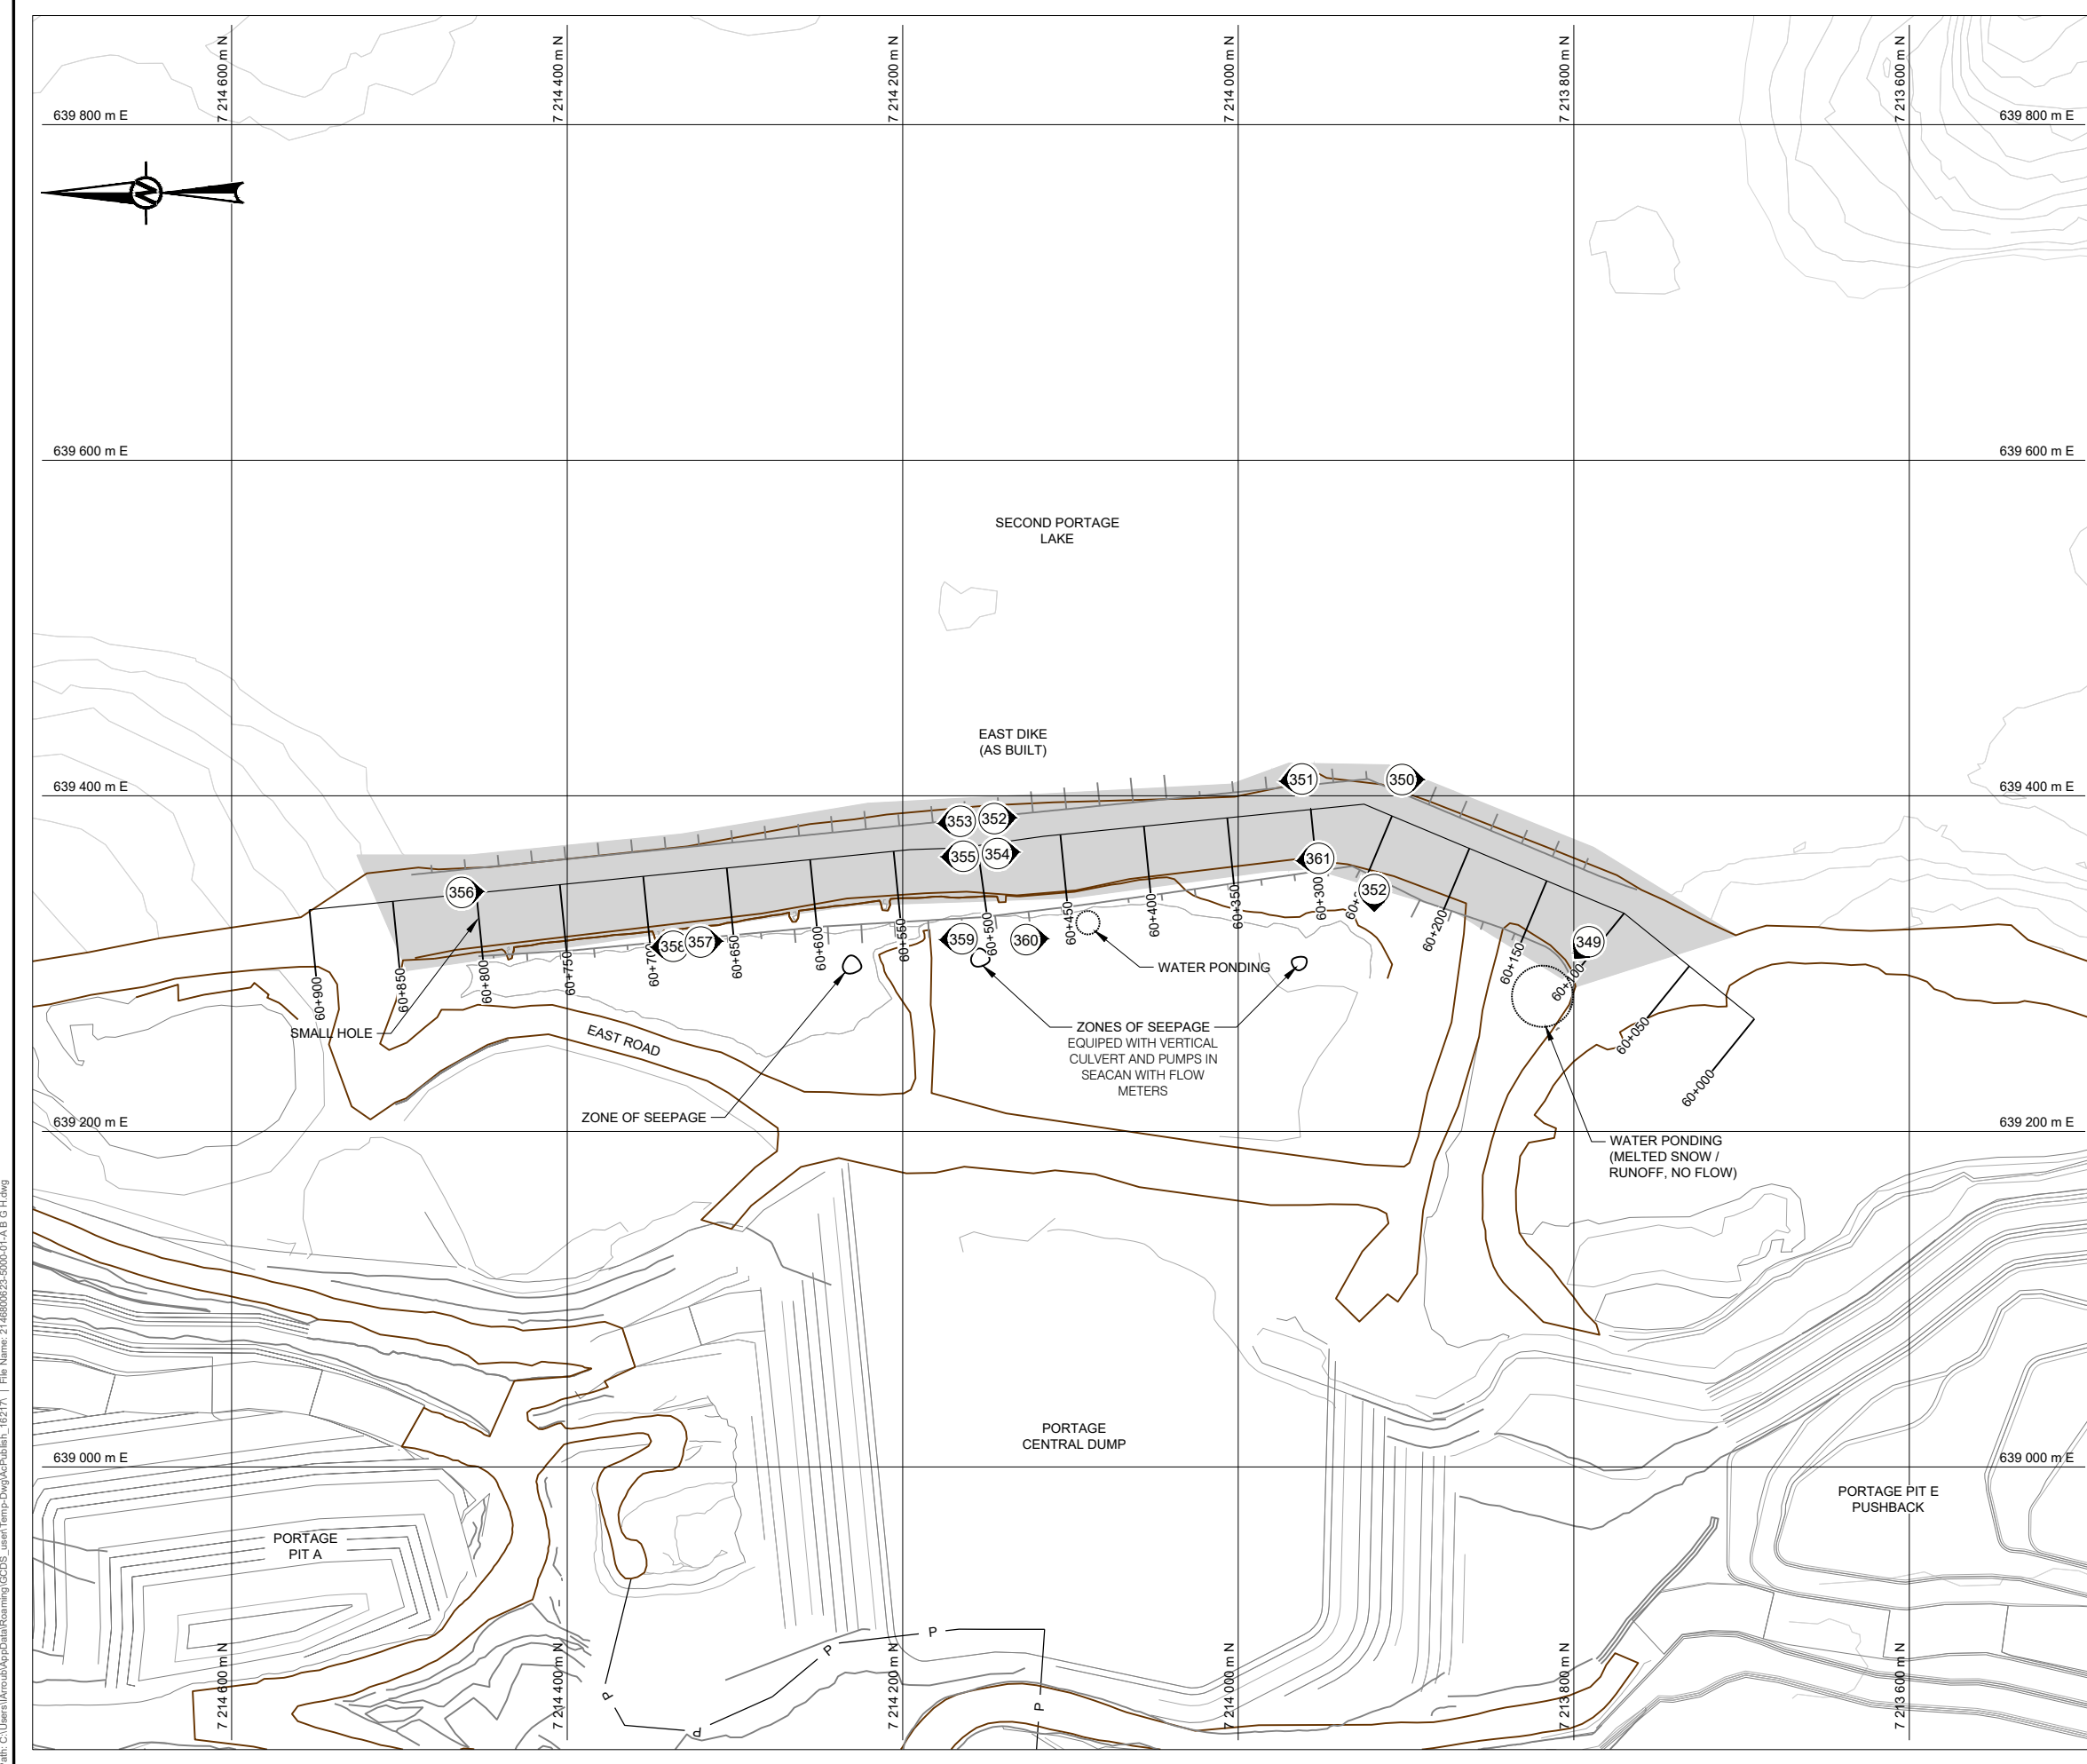 7 214 600 m N
7 214 400 m N
7 214 200 m N
7 214 000 m N
7 213 800 m N
7 213 600 m N
639 800 m E
639 800 m E
N
639 600 m E
639 600 m E
SECOND PORTAGE
LAKE
EAST DIKE
(AS BUILT)
639 400 m E
639 400 m E
351
350
353
352
355
354
361
356
352
349
358
357
359
360
60+900
60+850
60+800
60+750
60+650
60+600
60+550
60+500
60+450
60+400
60+350
60+300
60+200
60+150
60+100
60+050
60+000
WATER PONDING
SMALL HOLE
EAST ROAD
ZONES OF SEEPAGE
EQUIPED WITH VERTICAL
CULVERT AND PUMPS IN
SEACAN WITH FLOW
METERS
ZONE OF SEEPAGE
639 200 m E
639 200 m E
WATER PONDING
(MELTED SNOW /
RUNOFF, NO FLOW)
PORTAGE
CENTRAL DUMP
639 000 m E
639 000 m E
PORTAGE PIT E
PUSHBACK
PORTAGE
PIT A
P
P
P
P
P
7 214 600 m N
7 214 400 m N
7 214 200 m N
7 214 000 m N
7 213 800 m N
7 213 600 m N